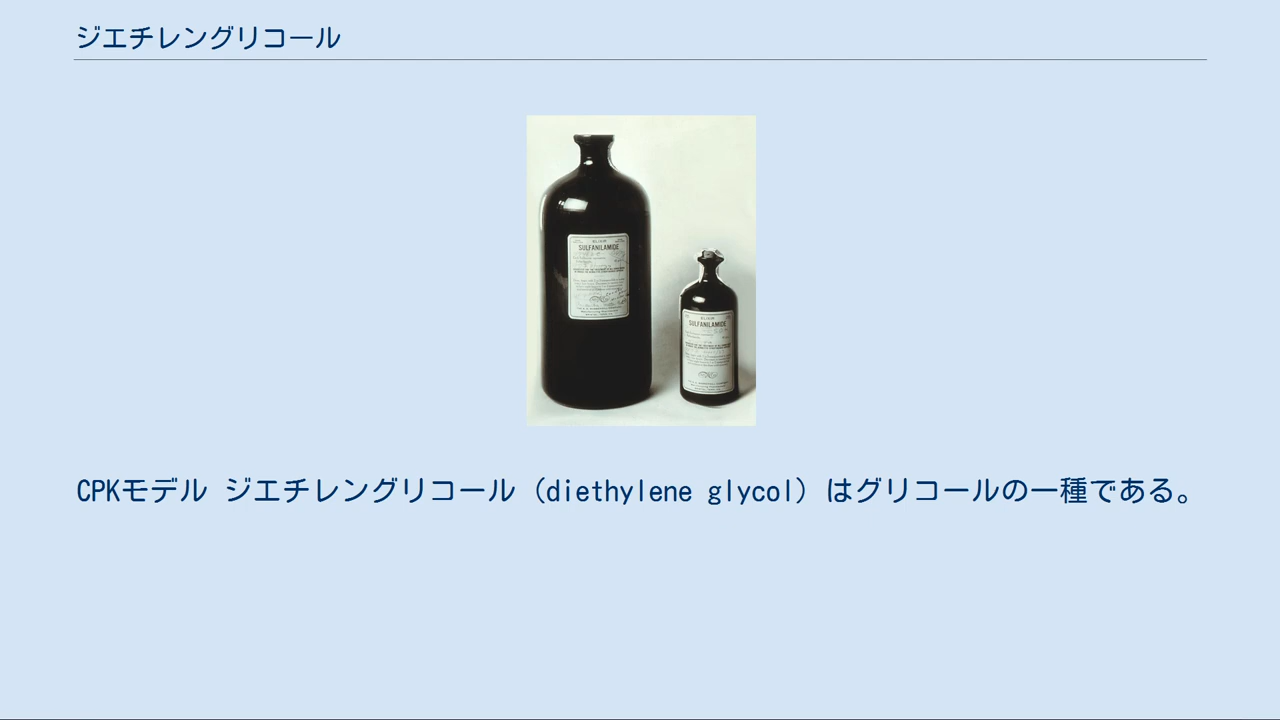 ジエチレングリコール
ELIXIR
SULFANILAMIDE
ELIXIR
SULFANILAMIDE
CPKモデル ジエチレングリコール（diethylene glycol）はグリコールの一種である。